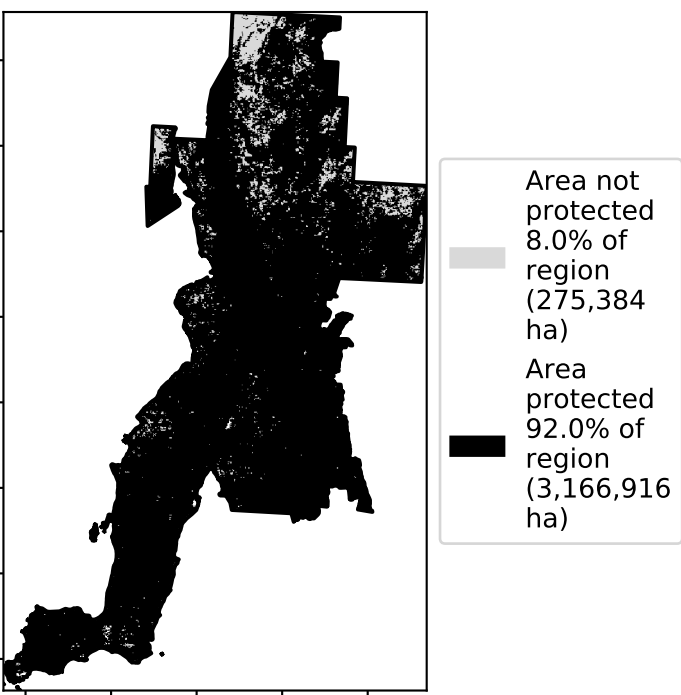 Area not
protected
8.0% of
region
(275,384
ha)
Area
protected
92.0% of
region
(3,166,916
ha)